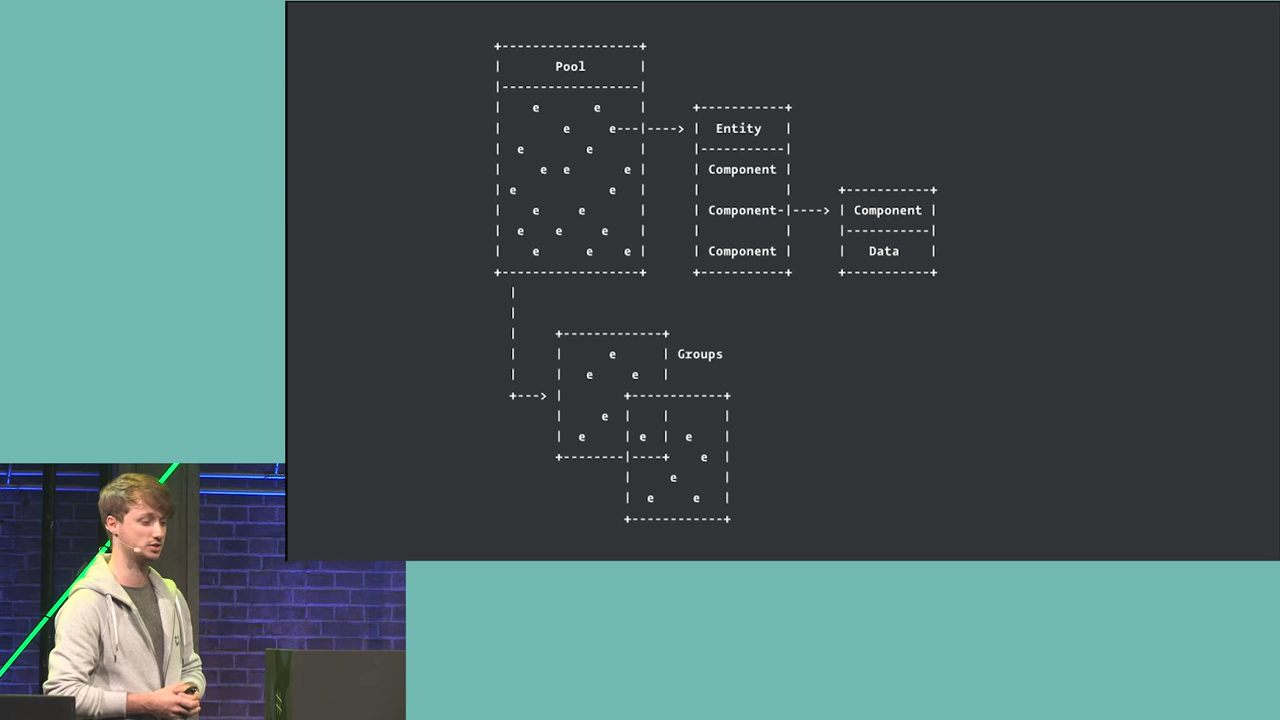 +------------------+
|       Pool       |
|------------------|
|    e       e     |
|        e     e---|----> | Entity |
+-----------+
|-----------|
|  e        e      |
|     e  e       e | | Component |
| e            e   | | | +-----------+
|    e     e       | | Component-|----> | Component |
|  e    e     e    | | | |-----------|
|    e      e    e | | Component | | Data |
+------------------+ +-----------+ +-----------+
|
|
| +-------------+
| | e | Groups
| | e e |
+---> | +------------+
| e | | |
| e | e | e |
+--------|----+ e |
| e |
| e e |
+------------+